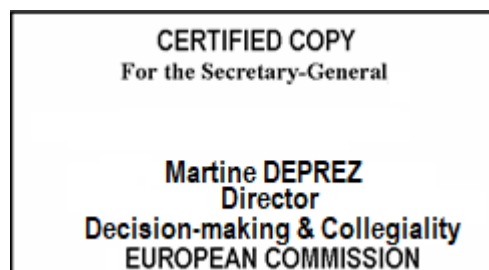 CERTIFIED COPY
For the Secretary-General
Martine DEPREZ
Director
Decision-making & Collegiality
EUROPEAN COMMISSION